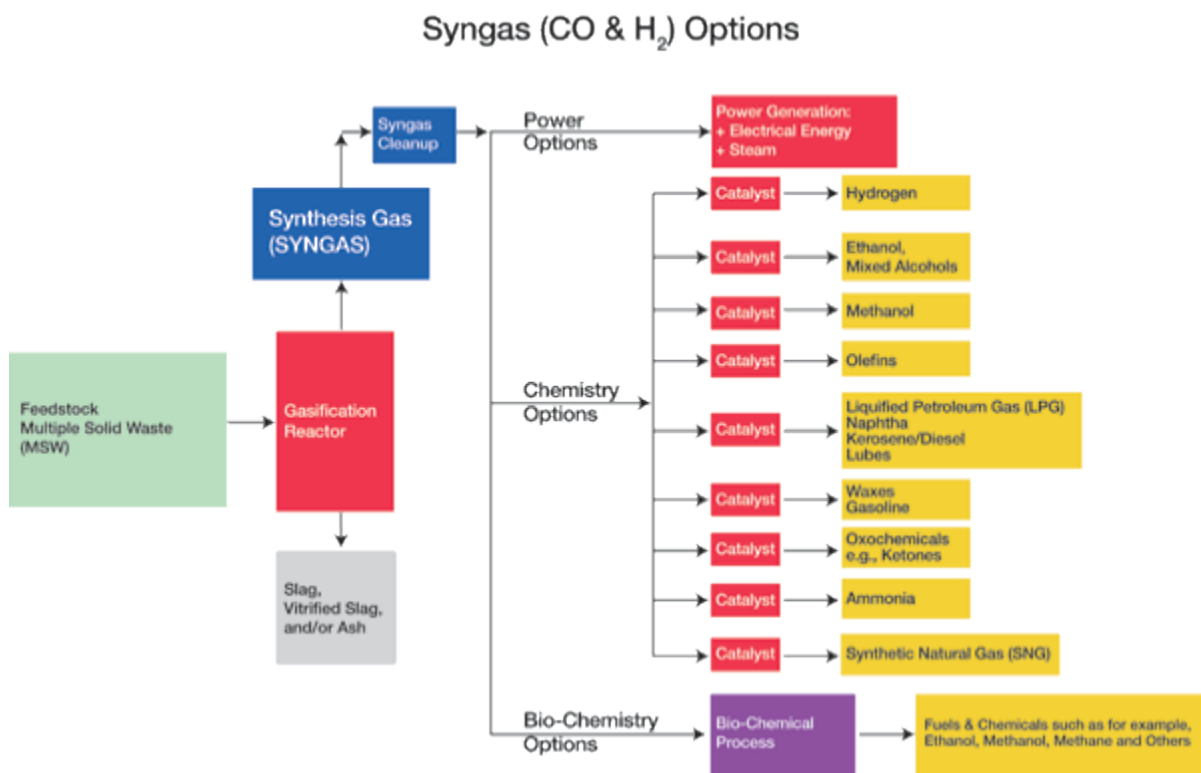 Syngas (CO & H₂) Options
Syngas
Cleanup
Power
Options
Power Generation:
+ Electrical Energy
+ Steam
Synthesis Gas
(SYNGAS)
Catalyst
Hydrogen
Catalyst
Ethanol,
Mixed Alcohols
Catalyst
Methanol
Feedstock
Multiple Solid Waste
(MSW)
Gasification
Reactor
Chemistry
Options
Catalyst
Olefins
Catalyst
Liquified Petroleum Gas (LPG)
Naphtha
Kerosene/Diesel
Lubes
Catalyst
Waxes
Gasoline
Catalyst
Oxochemicals
e.g., Ketones
Slag,
Vitrified Slag,
and/or Ash
Catalyst
Ammonia
Catalyst
Synthetic Natural Gas (SNG)
Bio-Chemistry
Options
Bio-Chemical
Process
Fuels & Chemicals such as for example,
Ethanol, Methanol, Methane and Others